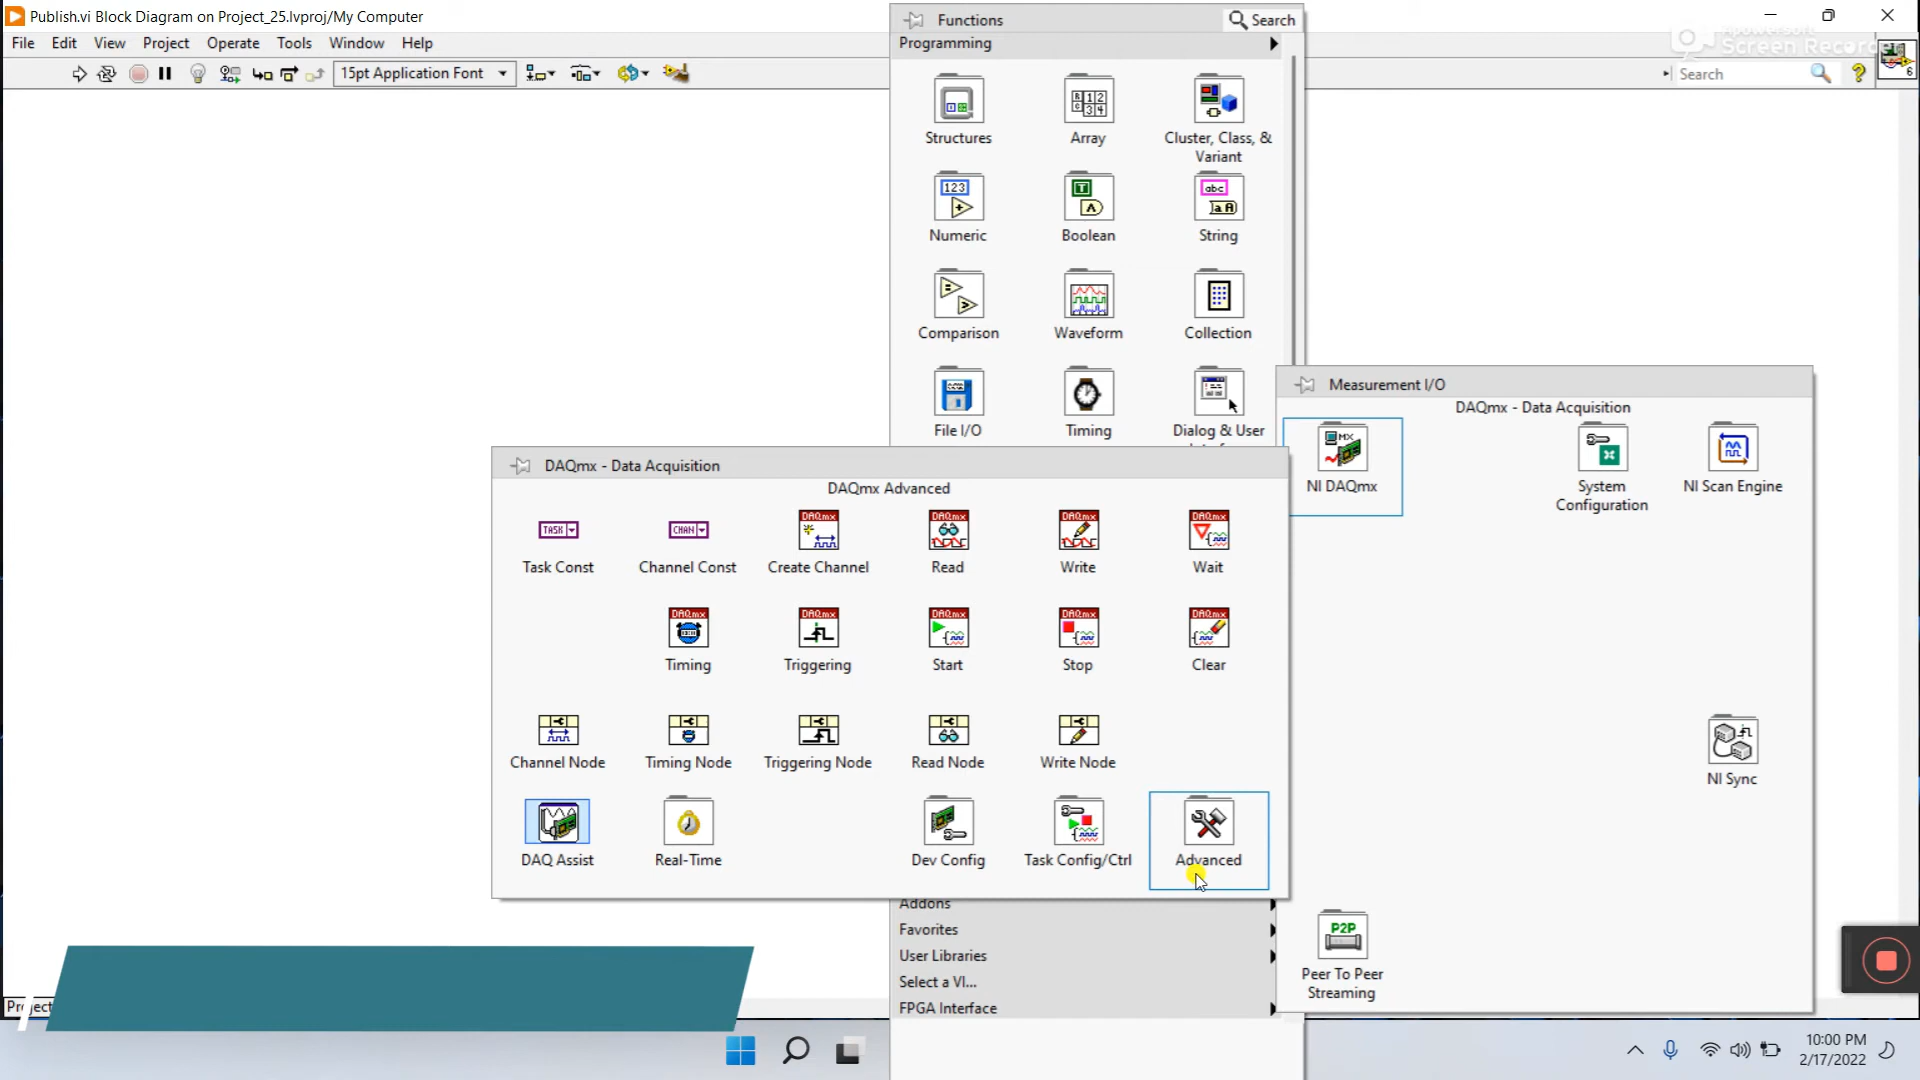 Publish.vi Block Diagram on Project_25.lvproj/My Computer
File Edit View Project Operate Tools Window Help
15pt Application Font
Search
6
Functions
Search
Programming
Structures
Array
Cluster, Class, &
Variant
Numeric
Boolean
String
Comparison
Waveform
Collection
File I/O
Timing
Dialog & User
Measurement I/O
DAQmx - Data Acquisition
NI DAQmx
System
Configuration
NI Scan Engine
NI Sync
P2P
Peer To Peer
Streaming
DAQmx - Data Acquisition
DAQmx Advanced
Task Const
Channel Const
Create Channel
Read
Write
Wait
Timing
Triggering
Start
Stop
Clear
Channel Node
Timing Node
Triggering Node
Read Node
Write Node
DAQ Assist
Real-Time
Dev Config
Task Config/Ctrl
Advanced
Addons
Favorites
User Libraries
Select a VI...
FPGA Interface
10:00 PM
2/17/2022